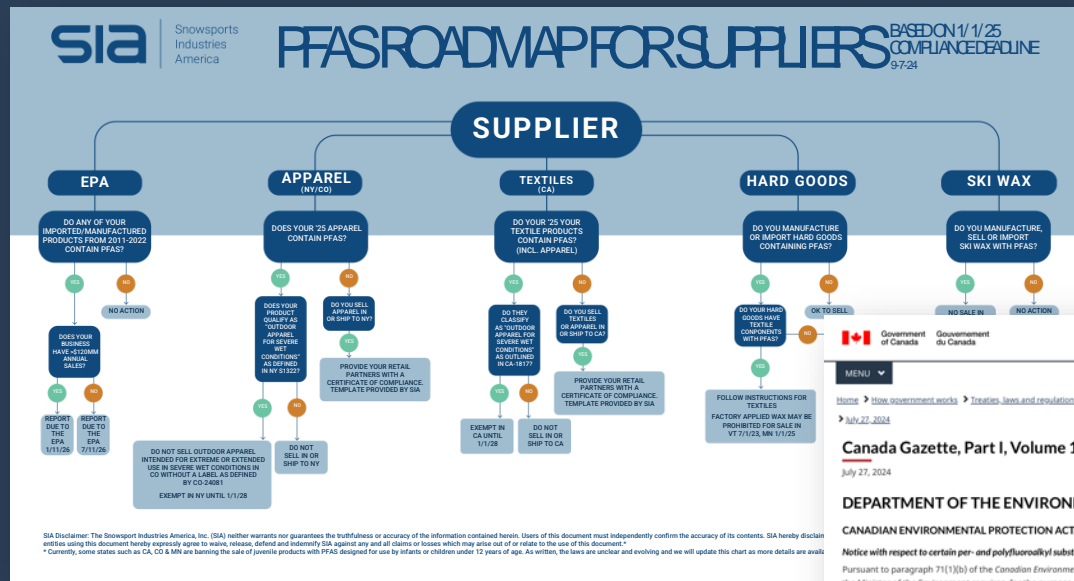 sia
Snowsports
Industries
America
PFAS ROADMAP FOR SUPPLIERS
BASED ON 1/1/25
COMPLIANCE DEADLINE
9-7-24
SUPPLIER
EPA
DO ANY OF YOUR
IMPORTED/MANUFACTURED
PRODUCTS FROM 2011-2022
CONTAIN PFAS?
YES
NO
NO ACTION
DOES YOUR
BUSINESS
HAVE >$120MM
ANNUAL
SALES?
YES
NO
REPORT
DUE TO
THE
EPA
1/11/26
REPORT
DUE TO
THE
EPA
7/11/26
APPAREL
(NY/CO)
DOES YOUR '25 APPAREL
CONTAIN PFAS?
YES
NO
DOES YOUR
PRODUCT
QUALIFY AS
"OUTDOOR
APPAREL
FOR SEVERE
WET
CONDITIONS"
AS DEFINED
IN NY S1322?
DO YOU SELL
APPAREL IN
OR SHIP TO NY?
YES
PROVIDE YOUR RETAIL
PARTNERS WITH A
CERTIFICATE OF COMPLIANCE.
TEMPLATE PROVIDED BY SIA
YES
NO
DO NOT SELL OUTDOOR APPAREL
INTENDED FOR EXTREME OR EXTENDED
USE IN SEVERE WET CONDITIONS IN
CO WITHOUT A LABEL AS DEFINED
BY CO-24081
EXEMPT IN NY UNTIL 1/1/28
DO NOT
SELL IN OR
SHIP TO NY
TEXTILES
(CA)
DO YOUR '25 YOUR
TEXTILE PRODUCTS
CONTAIN PFAS?
(INCL. APPAREL)
YES
NO
DO THEY
CLASSIFY
AS "OUTDOOR
APPAREL FOR
SEVERE WET
CONDITIONS"
AS OUTLINED
IN CA-1817?
DO YOU SELL
TEXTILES
OR APPAREL IN
OR SHIP TO CA?
YES
PROVIDE YOUR RETAIL
PARTNERS WITH A
CERTIFICATE OF COMPLIANCE.
TEMPLATE PROVIDED BY SIA
YES
NO
EXEMPT IN
CA UNTIL
1/1/28
DO NOT
SELL IN OR
SHIP TO CA
HARD GOODS
DO YOU MANUFACTURE
OR IMPORT HARD GOODS
CONTAINING PFAS?
YES
NO
DO YOUR HARD
GOODS HAVE
TEXTILE
COMPONENTS
WITH PFAS?
NO
OK TO SELL
YES
FOLLOW INSTRUCTIONS FOR
TEXTILES
FACTORY APPLIED WAX MAY BE
PROHIBITED FOR SALE IN
VT 7/1/23, MN 1/1/25
SKI WAX
DO YOU MANUFACTURE,
SELL OR IMPORT
SKI WAX WITH PFAS?
YES
NO
NO SALE IN
NO ACTION
Government
of Canada
Gouvernement
du Canada
MENU
Home > How government works > Treaties, laws and regulation
> July 27, 2024
Canada Gazette, Part I, Volume 1
July 27, 2024
DEPARTMENT OF THE ENVIRON
CANADIAN ENVIRONMENTAL PROTECTION ACT
Notice with respect to certain per- and polyfluoroalkyl subst
Pursuant to paragraph 71(1)(b) of the Canadian Environme
SIA Disclaimer: The Snowsport Industries America, Inc. (SIA) neither warrants nor guarantees the truthfulness or accuracy of the information contained herein. Users of this document must independently confirm the accuracy of its contents. SIA hereby disclaim
entities using this document hereby expressly agree to waive, release, defend and indemnify SIA against any and all claims or losses which may arise out of or relate to the use of this document.*
* Currently, some states such as CA, CO & MN are banning the sale of juvenile products with PFAS designed for use by infants or children under 12 years of age. As written, the laws are unclear and evolving and we will update this chart as more details are availa